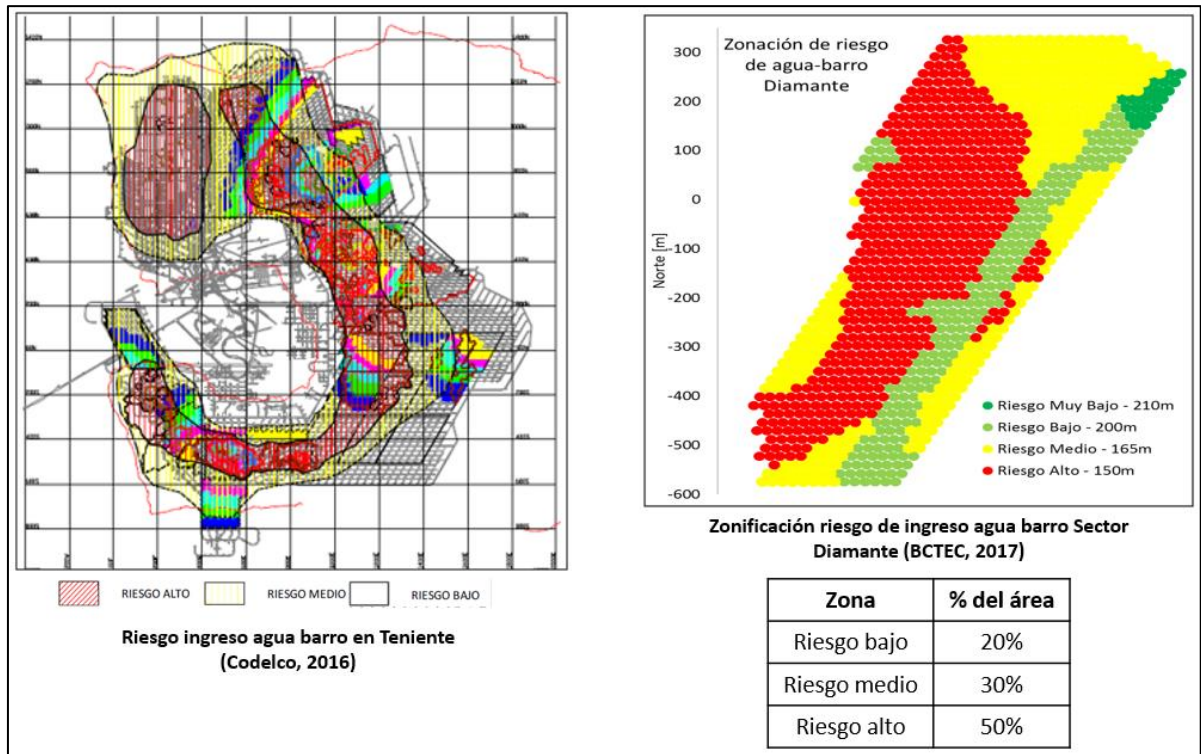 RIESGO ALTO
RIESGO MEDIO
RIESGO BAJO
Riesgo ingreso agua barro en Teniente
(Codelco, 2016)
Zonación de riesgo
de agua-barro
Diamante
Norte [m]
300
200
100
0
-100
-200
-300
-400
-500
-600
Riesgo Muy Bajo - 210m
Riesgo Bajo - 200m
Riesgo Medio - 165m
Riesgo Alto - 150m
Zonificación riesgo de ingreso agua barro Sector
Diamante (BCTEC, 2017)
Zona % del área
Riesgo bajo 20%
Riesgo medio 30%
Riesgo alto 50%